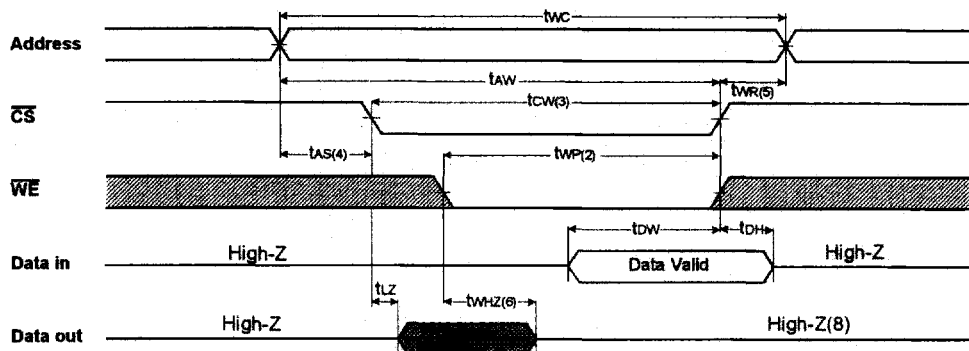 tWC
Address
tAW
tCW(3)
tWR(5)
CS
tAS(4)
tWP(2)
WE
tDW
tDH
High-Z
High-Z
Data in
Data Valid
tLZ
tWHZ(6)
High-Z
High-Z(8)
Data out